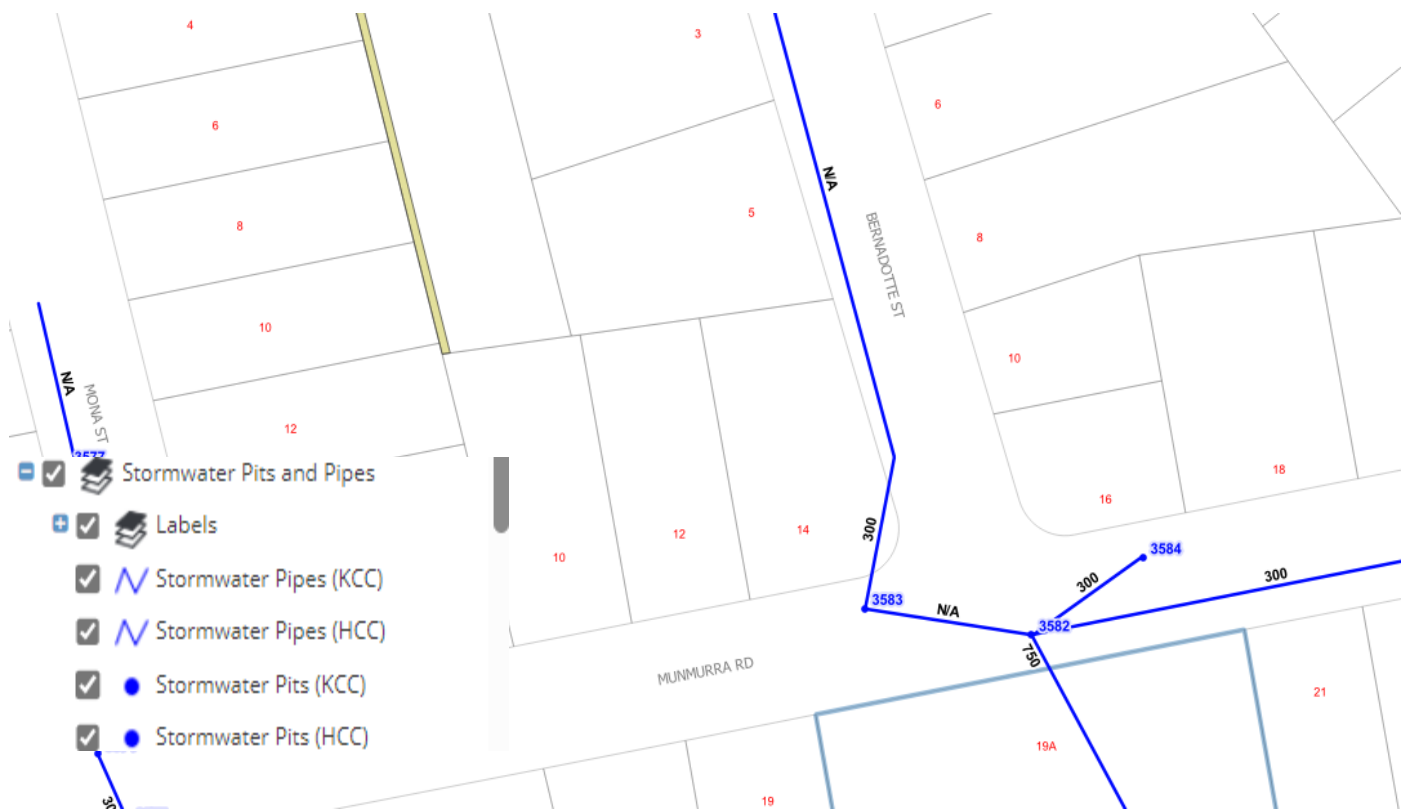 4
3
6
6
N/A
5
8
BERNADOTTE ST
8
10
10
N/A
MONA ST
12
3577
Stormwater Pits and Pipes
Labels
Stormwater Pipes (KCC)
Stormwater Pipes (HCC)
Stormwater Pits (KCC)
Stormwater Pits (HCC)
18
16
300
14
12
10
3584
300
300
3583
N/A
3582
750
MUNMURRA RD
21
19A
19